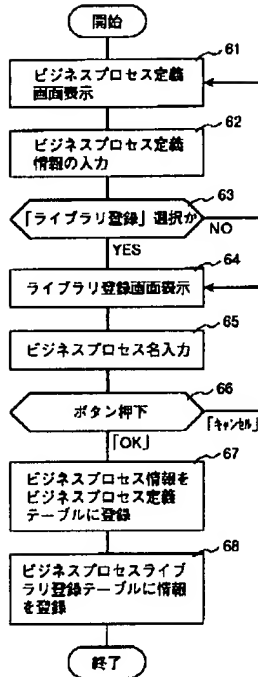 開始
61
ビジネスプロセス定義
画面表示
62
ビジネスプロセス定義
情報の入力
63
「ライブラリ登録」選択か
NO
YES
64
ライブラリ登録画面表示
65
ビジネスプロセス名入力
66
ボタン押下
「キャンセル」
「OK」
67
ビジネスプロセス情報を
ビジネスプロセス定義
テーブルに登録
68
ビジネスプロセスライブ
ラリ登録テーブルに情報
を登録
終了